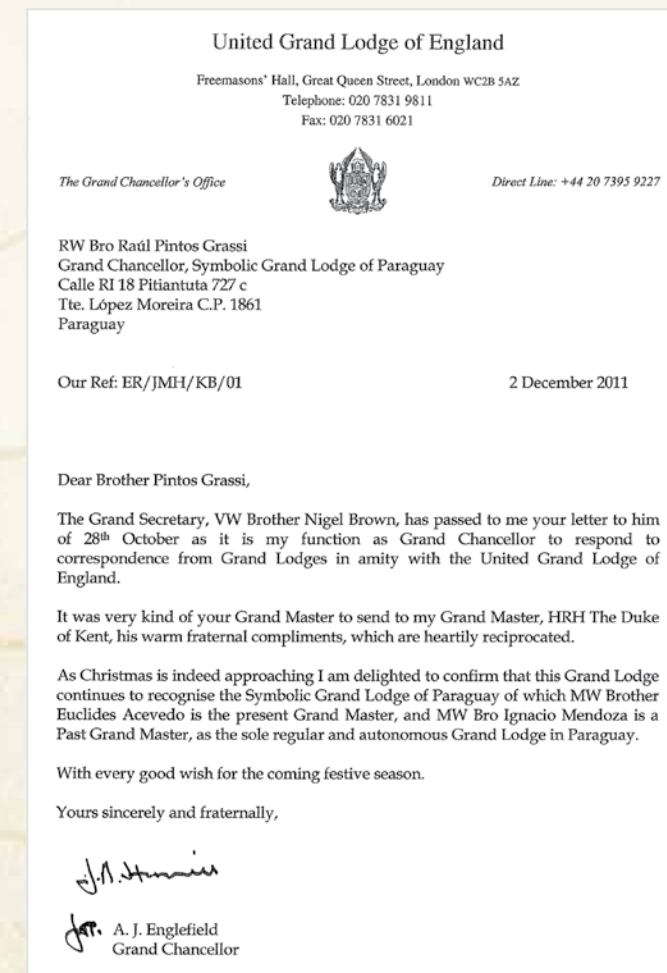 United Grand Lodge of England
Freemasons' Hall, Great Queen Street, London WC2B 5AZ
Telephone: 020 7831 9811
Fax: 020 7831 6021
The Grand Chancellor's Office
Direct Line: +44 20 7395 9227
RW Bro Raúl Pintos Grassi
Grand Chancellor, Symbolic Grand Lodge of Paraguay
Calle RI 18 Pitiantuta 727 c
Tte. López Moreira C.P. 1861
Paraguay
Our Ref: ER/JMH/KB/01
2 December 2011
Dear Brother Pintos Grassi,
The Grand Secretary, VW Brother Nigel Brown, has passed to me your letter to him
of 28th October as it is my function as Grand Chancellor to respond to
correspondence from Grand Lodges in amity with the United Grand Lodge of
England.
It was very kind of your Grand Master to send to my Grand Master, HRH The Duke
of Kent, his warm fraternal compliments, which are heartily reciprocated.
As Christmas is indeed approaching I am delighted to confirm that this Grand Lodge
continues to recognise the Symbolic Grand Lodge of Paraguay of which MW Brother
Euclides Acevedo is the present Grand Master, and MW Bro Ignacio Mendoza is a
Past Grand Master, as the sole regular and autonomous Grand Lodge in Paraguay.
With every good wish for the coming festive season.
Yours sincerely and fraternally,
A. J. Englefield
Grand Chancellor